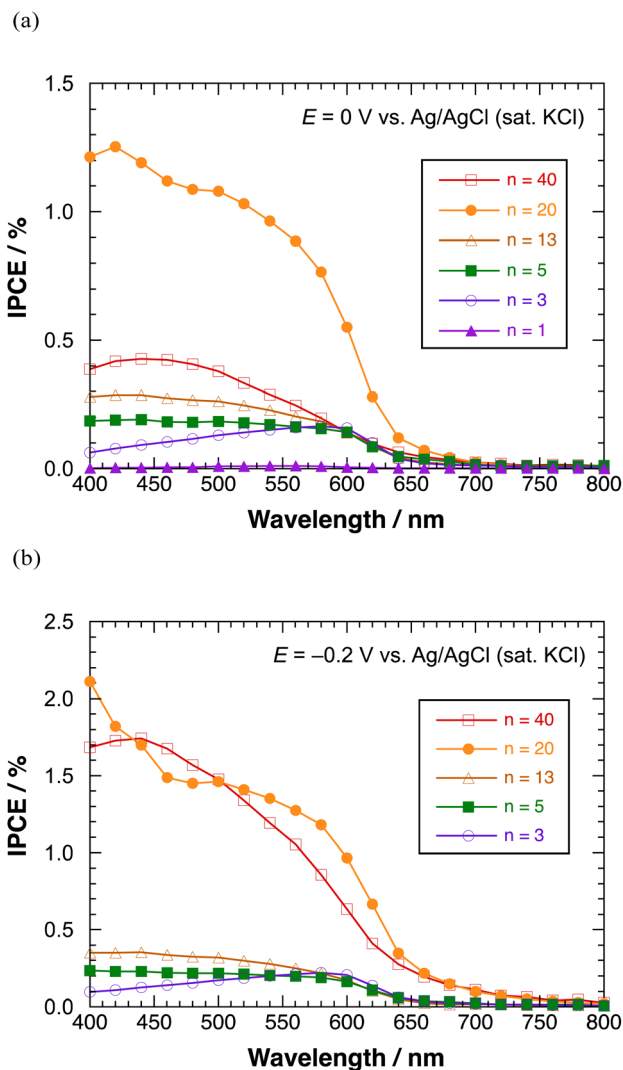 (a)
1.5
E = 0 V vs. Ag/AgCl (sat. KCl)
n = 40
n = 20
n = 13
n = 5
n = 3
n = 1
1.0
0.5
0.0
IPCE / %
400 450 500 550 600 650 700 750 800
Wavelength / nm
(b)
2.5
E = –0.2 V vs. Ag/AgCl (sat. KCl)
n = 40
n = 20
n = 13
n = 5
n = 3
2.0
1.5
1.0
0.5
0.0
IPCE / %
400 450 500 550 600 650 700 750 800
Wavelength / nm